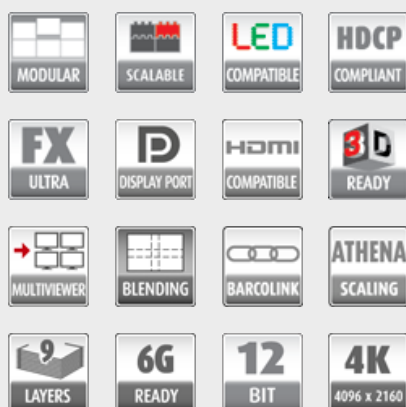 MODULAR
SCALABLE
LED
COMPATIBLE
HDCP
COMPLIANT
FX
ULTRA
DISPLAY PORT
HDMI
COMPATIBLE
3D
READY
MULTIVIEWER
BLENDING
BARCOLINK
ATHENA
SCALING
9
LAYERS
6G
READY
12
BIT
4K
4096 x 2160